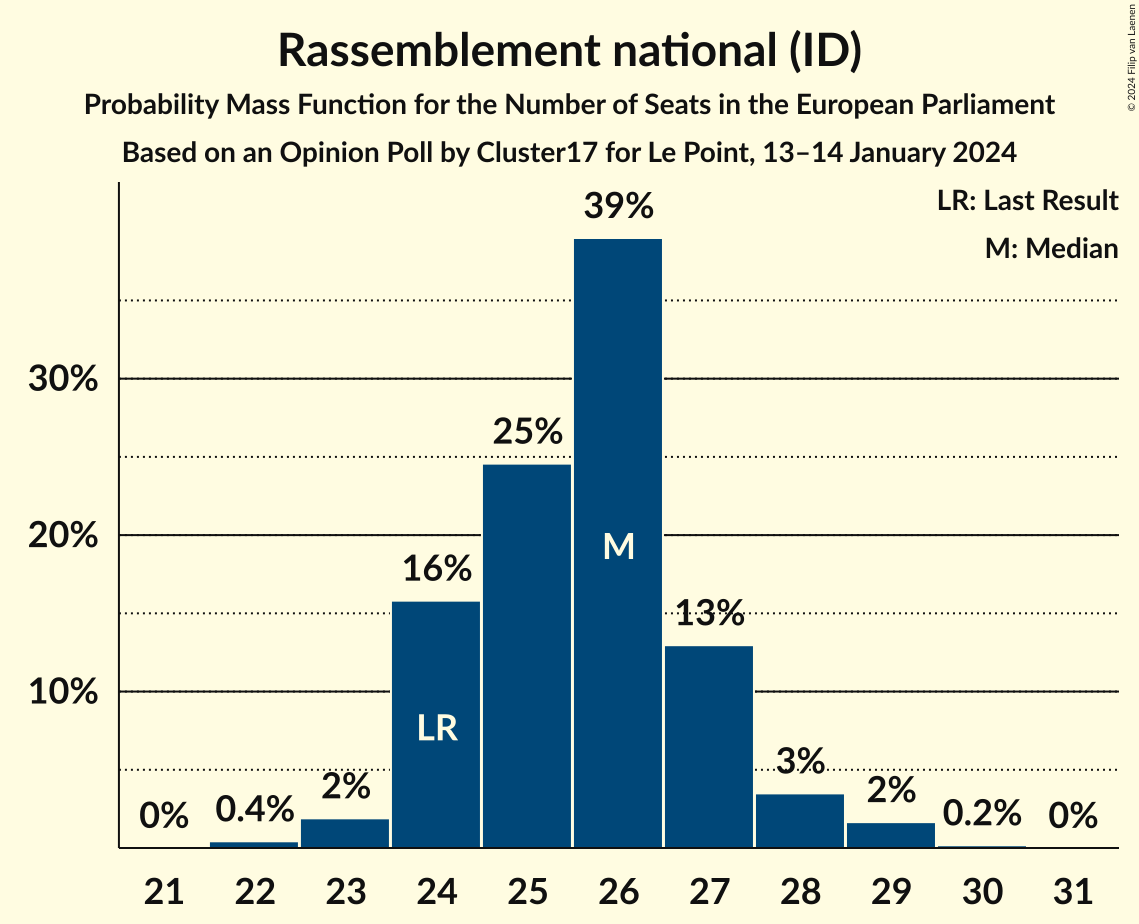 Rassemblement national (ID)
Probability Mass Function for the Number of Seats in the European Parliament
Based on an Opinion Poll by Cluster17 for Le Point, 13–14 January 2024
© 2024 Filip van Laenen
LR: Last Result
M: Median
39%
30%
25%
20%
M
16%
13%
10%
LR
3%
2%
2%
0%
0.4%
0.2%
0%
21 22 23 24 25 26 27 28 29 30 31